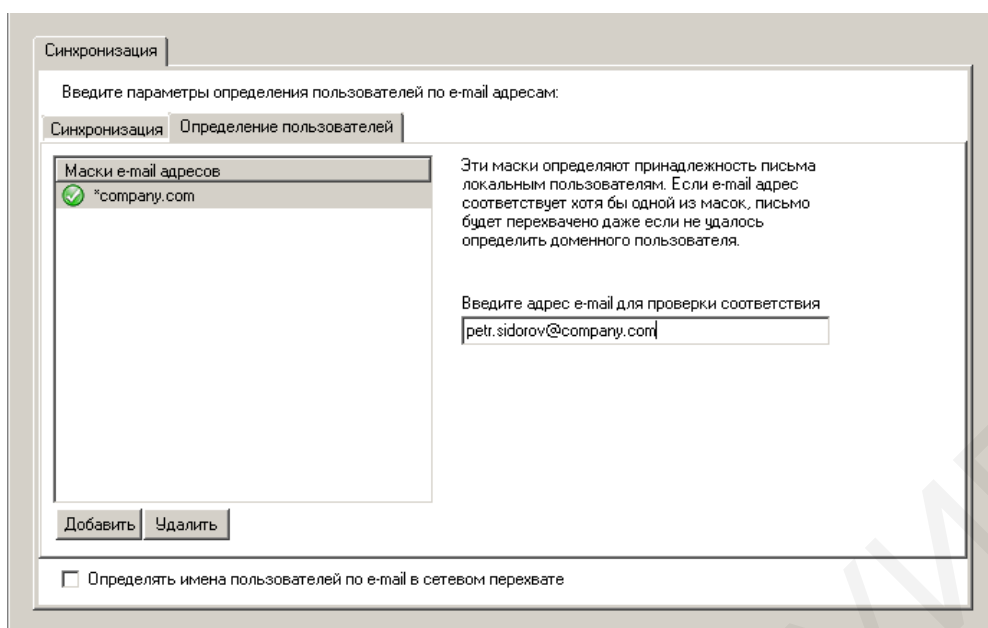 Синхронизация
Введите параметры определения пользователей по e-mail адресам:
Синхронизация Определение пользователей
Маски e-mail адресов
*company.com
Эти маски определяют принадлежность письма
локальным пользователям. Если e-mail адрес
соответствует хотя бы одной из масок, письмо
будет перехвачено даже если не удалось
определить доменного пользователя.
Введите адрес e-mail для проверки соответствия
petr.sidorov@company.com
Добавить Удалить
Определять имена пользователей по e-mail в сетевом перехвате